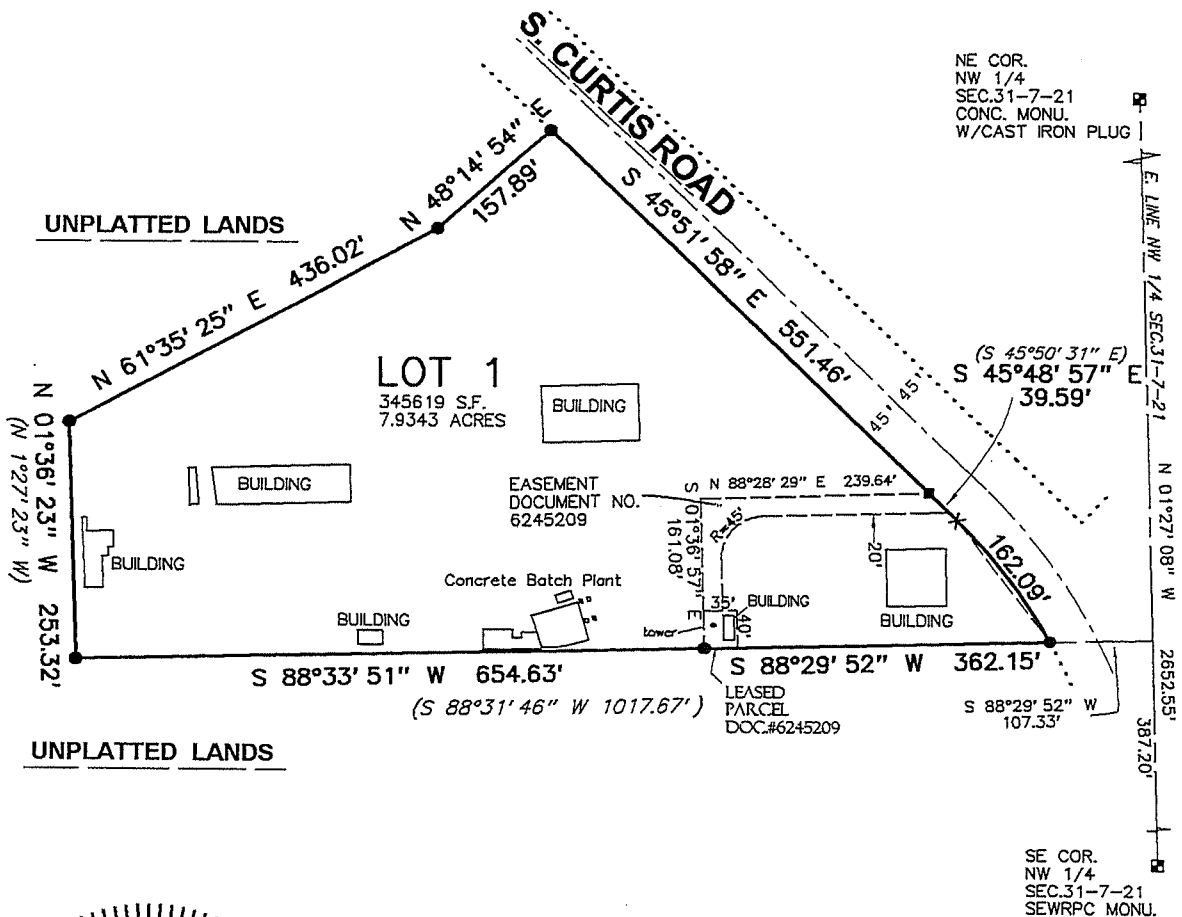 S. CURTIS ROAD
NE COR.
NW 1/4
SEC.31-7-21
CONC. MONU.
W/CAST IRON PLUG
E. LINE NW 1/4 SEC.31-7-21
N 01°27' 08" W
2652.55'
387.20'
N 48°14' 54" E
157.89'
UNPLATTED LANDS
N 61°35' 25" E 436.02'
S 45°51' 58" E 551.46'
(S 45°50' 31" E)
S 45°48' 57" E
39.59'
45' 45'
LOT 1
345619 S.F.
7.9343 ACRES
BUILDING
N 01°36' 23" W 253.32'
(N 1°27' 23" W)
BUILDING
EASEMENT
DOCUMENT NO.
6245209
N 88°28' 29" E 239.64'
S 01°36' 57" E
161.08'
R=45'
20'
162.09'
BUILDING
Concrete Batch Plant
BUILDING
35'
BUILDING
40'
tower
BUILDING
S 88°33' 51" W 654.63'
S 88°29' 52" W 362.15'
(S 88°31' 46" W 1017.67')
LEASED
PARCEL
DOC.#6245209
S 88°29' 52" W
107.33'
UNPLATTED LANDS
SE COR.
NW 1/4
SEC.31-7-21
SEWRPC MONU.